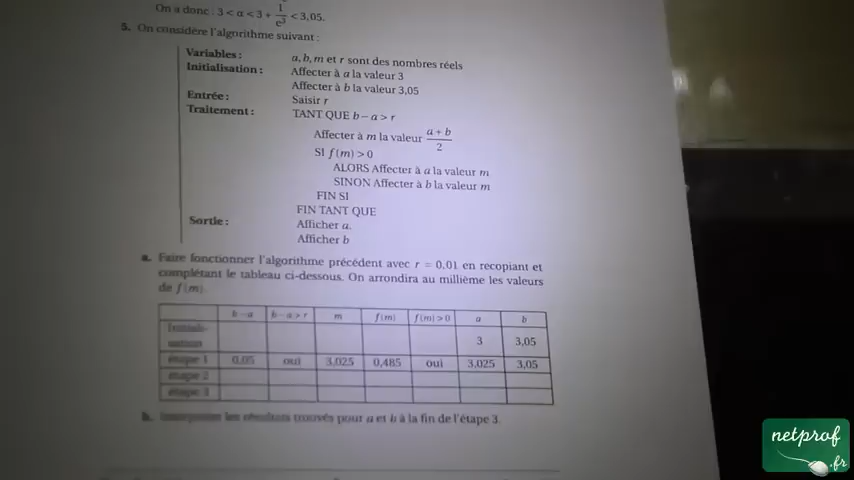 On a donc : 3 < α < 3 + 1/e³ < 3,05.
5. On considère l'algorithme suivant :
Variables : a, b, m et r sont des nombres réels
Initialisation : Affecter à a la valeur 3
Affecter à b la valeur 3,05
Entrée : Saisir r
Traitement : TANT QUE b − a > r
Affecter à m la valeur (a + b)/2
SI f(m) > 0
ALORS Affecter à a la valeur m
SINON Affecter à b la valeur m
FIN SI
FIN TANT QUE
Sortie : Afficher a.
Afficher b
a. Faire fonctionner l'algorithme précédent avec r = 0,01 en recopiant et
complétant le tableau ci-dessous. On arrondira au millième les valeurs
de f(m).
b − a b − a > r m f(m) f(m) > 0 a b
Initiali-
sation 3 3,05
étape 1 0,05 oui 3,025 0,485 oui 3,025 3,05
étape 2
étape 3
b. Interpréter les résultats trouvés pour a et b à la fin de l'étape 3.
netprof
.fr